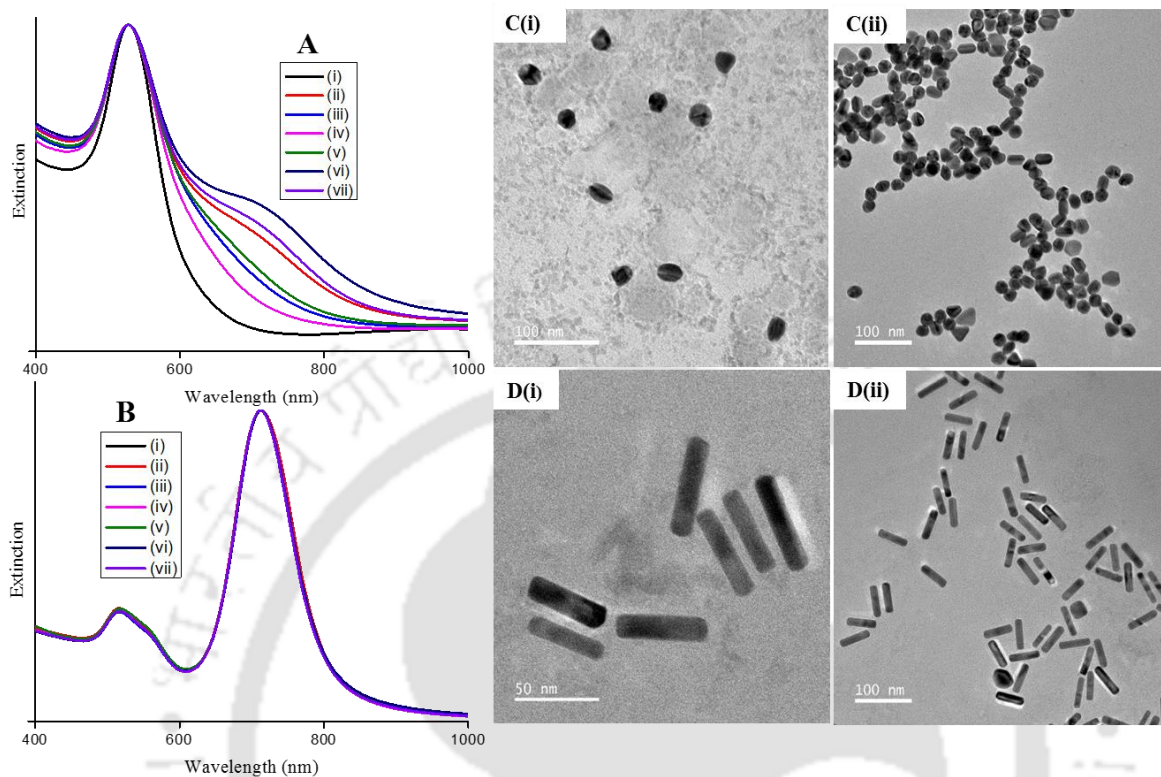 A
(i)
(ii)
(iii)
(iv)
(v)
(vi)
(vii)
Extinction
400
600
800
1000
Wavelength (nm)
B
(i)
(ii)
(iii)
(iv)
(v)
(vi)
(vii)
Extinction
400
600
800
1000
Wavelength (nm)
C(i)
100 nm
C(ii)
100 nm
D(i)
50 nm
D(ii)
100 nm